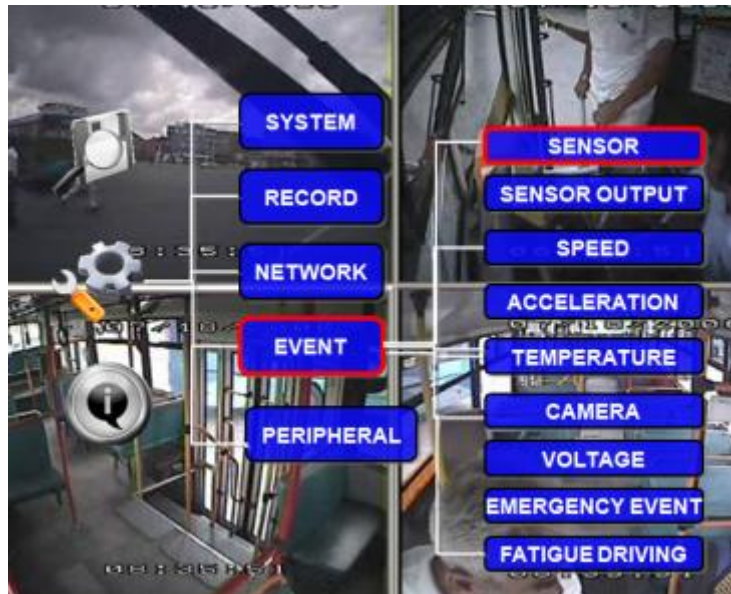 SYSTEM
RECORD
NETWORK
EVENT
PERIPHERAL
SENSOR
SENSOR OUTPUT
SPEED
ACCELERATION
TEMPERATURE
CAMERA
VOLTAGE
EMERGENCY EVENT
FATIGUE DRIVING